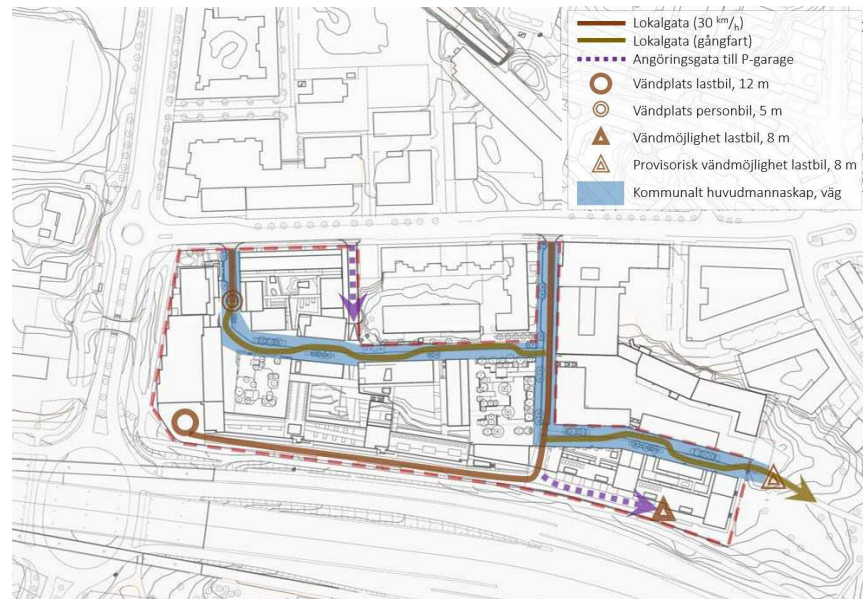 Lokalgata (30 km/h)
Lokalgata (gångfart)
Angöringsgata till P-garage
Vändplats lastbil, 12 m
Vändplats personbil, 5 m
Vändmöjlighet lastbil, 8 m
Provisorisk vändmöjlighet lastbil, 8 m
Kommunalt huvudmannaskap, väg